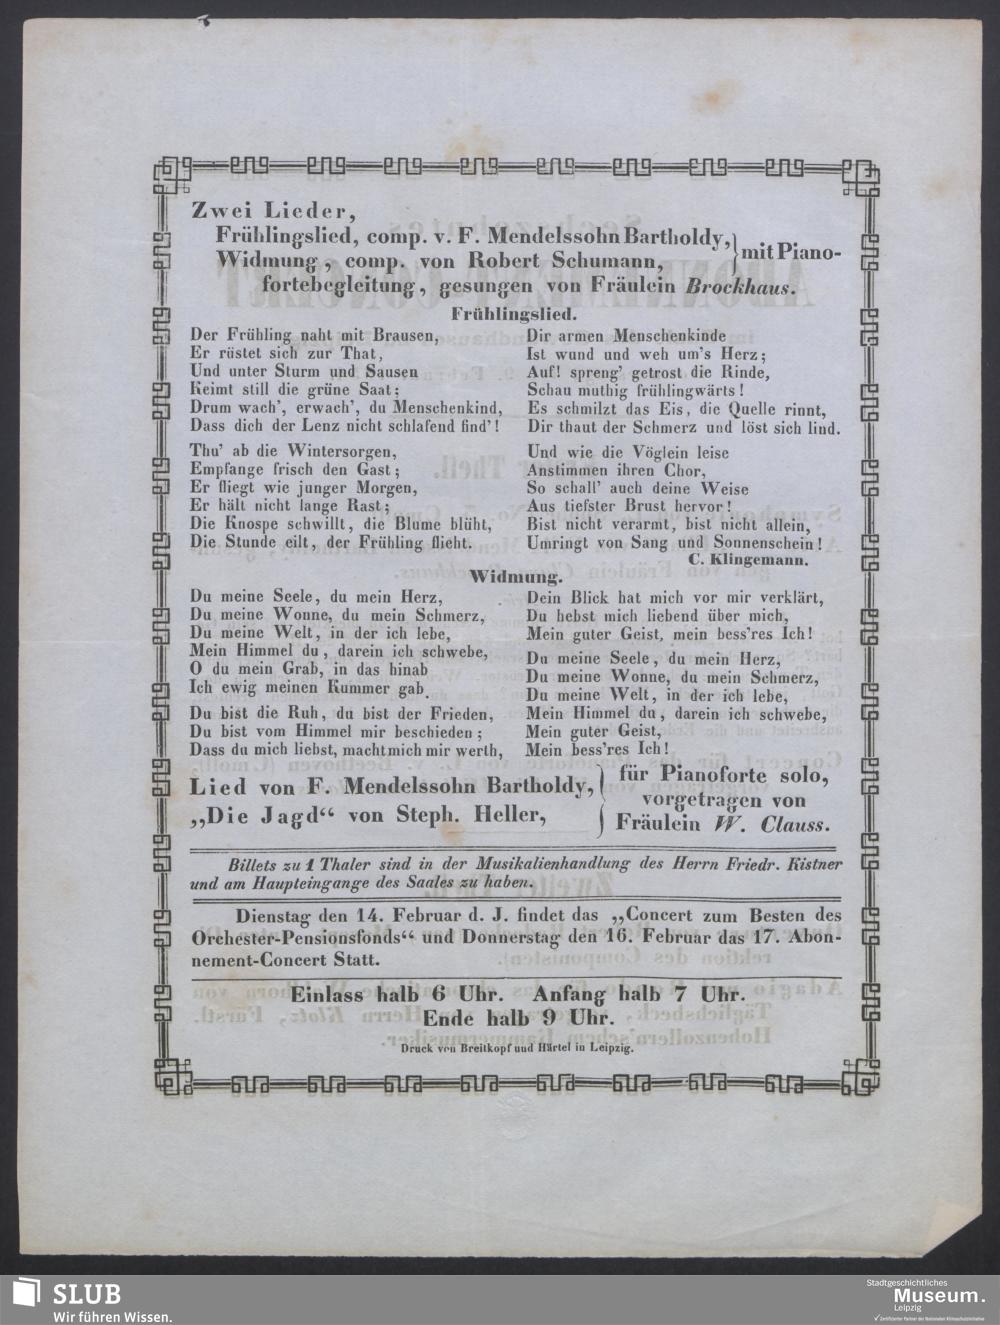 Zwei Lieder,
Frühlingslied, comp. v. F. Mendelssohn Bartholdy,
Widmung, comp. von Robert Schumann,
mit Piano-
fortebegleitung, gesungen von Fräulein Brockhaus.
Frühlingslied.
Der Frühling naht mit Brausen,
Er rüstet sich zur That,
Und unter Sturm und Sausen
Keimt still die grüne Saat;
Drum wach', erwach', du Menschenkind,
Dass dich der Lenz nicht schlafend find'!
Thu' ab die Wintersorgen,
Empfange frisch den Gast;
Er fliegt wie junger Morgen,
Er hält nicht lange Rast;
Die Knospe schwillt, die Blume blüht,
Die Stunde eilt, der Frühling flieht.
Dir armen Menschenkinde
Ist wund und weh um's Herz;
Auf! spreng' getrost die Rinde,
Schau muthig frühlingwärts!
Es schmilzt das Eis, die Quelle rinnt,
Dir thaut der Schmerz und löst sich lind.
Und wie die Vöglein leise
Anstimmen ihren Chor,
So schall' auch deine Weise
Aus tiefster Brust hervor!
Bist nicht verarmt, bist nicht allein,
Umringt von Sang und Sonnenschein!
C. Klingemann.
Widmung.
Du meine Seele, du mein Herz,
Du meine Wonne, du mein Schmerz,
Du meine Welt, in der ich lebe,
Mein Himmel du, darein ich schwebe,
O du mein Grab, in das hinab
Ich ewig meinen Kummer gab.
Du bist die Ruh, du bist der Frieden,
Du bist vom Himmel mir beschieden;
Dass du mich liebst, macht mich mir werth,
Dein Blick hat mich vor mir verklärt,
Du hebst mich liebend über mich,
Mein guter Geist, mein bess'res Ich!
Du meine Seele, du mein Herz,
Du meine Wonne, du mein Schmerz,
Du meine Welt, in der ich lebe,
Mein Himmel du, darein ich schwebe,
Mein guter Geist,
Mein bess'res Ich!
Lied von F. Mendelssohn Bartholdy,
„Die Jagd“ von Steph. Heller,
für Pianoforte solo,
vorgetragen von
Fräulein W. Clauss.
Billets zu 1 Thaler sind in der Musikalienhandlung des Herrn Friedr. Kistner
und am Haupteingange des Saales zu haben.
Dienstag den 14. Februar d. J. findet das „Concert zum Besten des
Orchester-Pensionsfonds“ und Donnerstag den 16. Februar das 17. Abon-
nement-Concert Statt.
Einlass halb 6 Uhr. Anfang halb 7 Uhr.
Ende halb 9 Uhr.
Druck von Breitkopf und Härtel in Leipzig.
SLUB
Wir führen Wissen.
Stadtgeschichtliches
Museum.
Leipzig